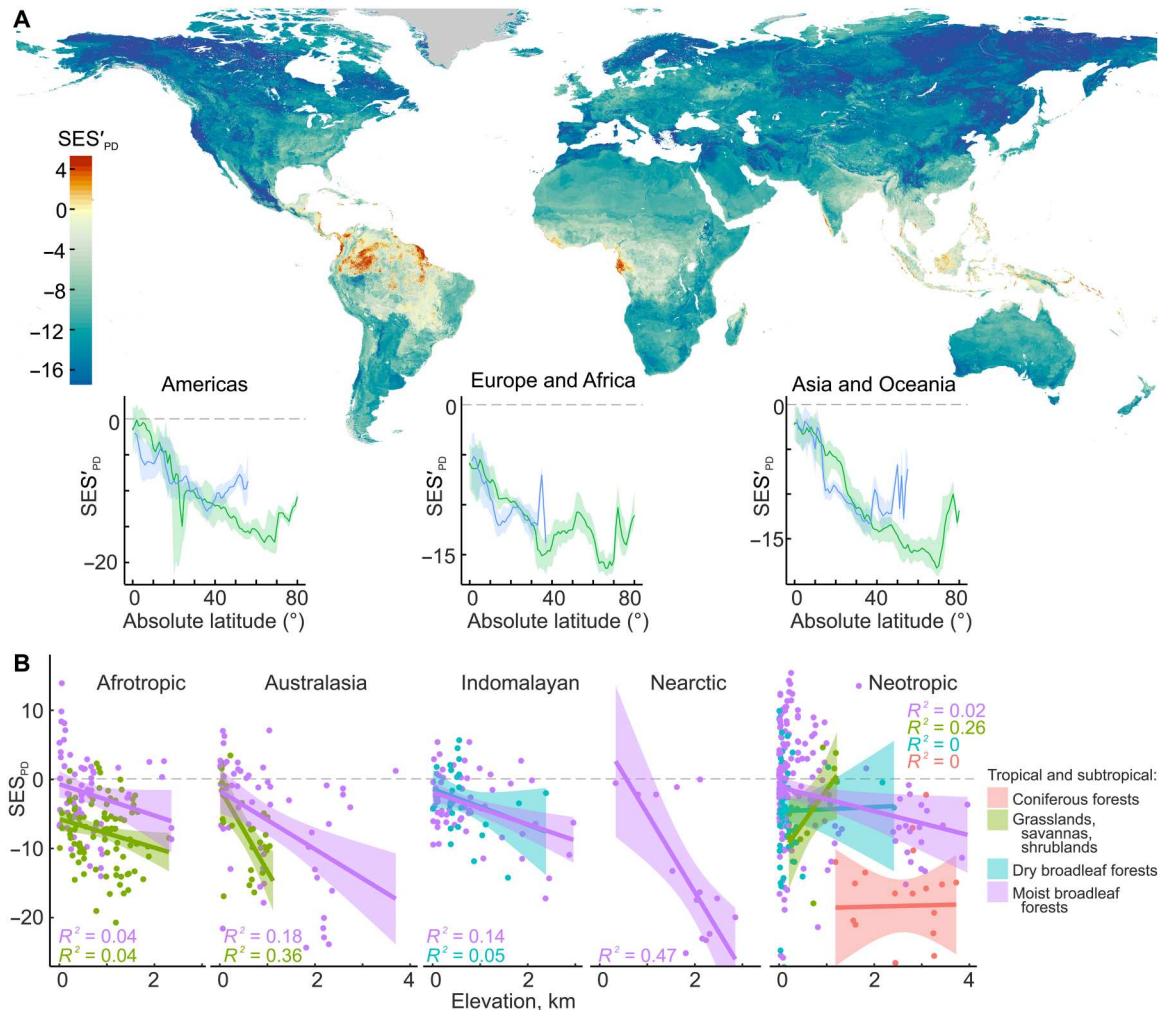 A
SES′PD
4
0
−4
−8
−12
−16
Americas
Europe and Africa
Asia and Oceania
SES′PD
0
−20
0 40 80
Absolute latitude (°)
SES′PD
0
−15
0 40 80
Absolute latitude (°)
SES′PD
0
−15
0 40 80
Absolute latitude (°)
B
Afrotropic
Australasia
Indomalayan
Nearctic
Neotropic
SESPD
10
0
−10
−20
R² = 0.04
R² = 0.04
R² = 0.18
R² = 0.36
R² = 0.14
R² = 0.05
R² = 0.47
R² = 0.02
R² = 0.26
R² = 0
R² = 0
0 2
0 2 4
0 2
0 2
0 2 4
Elevation, km
Tropical and subtropical:
Coniferous forests
Grasslands,
savannas,
shrublands
Dry broadleaf forests
Moist broadleaf
forests